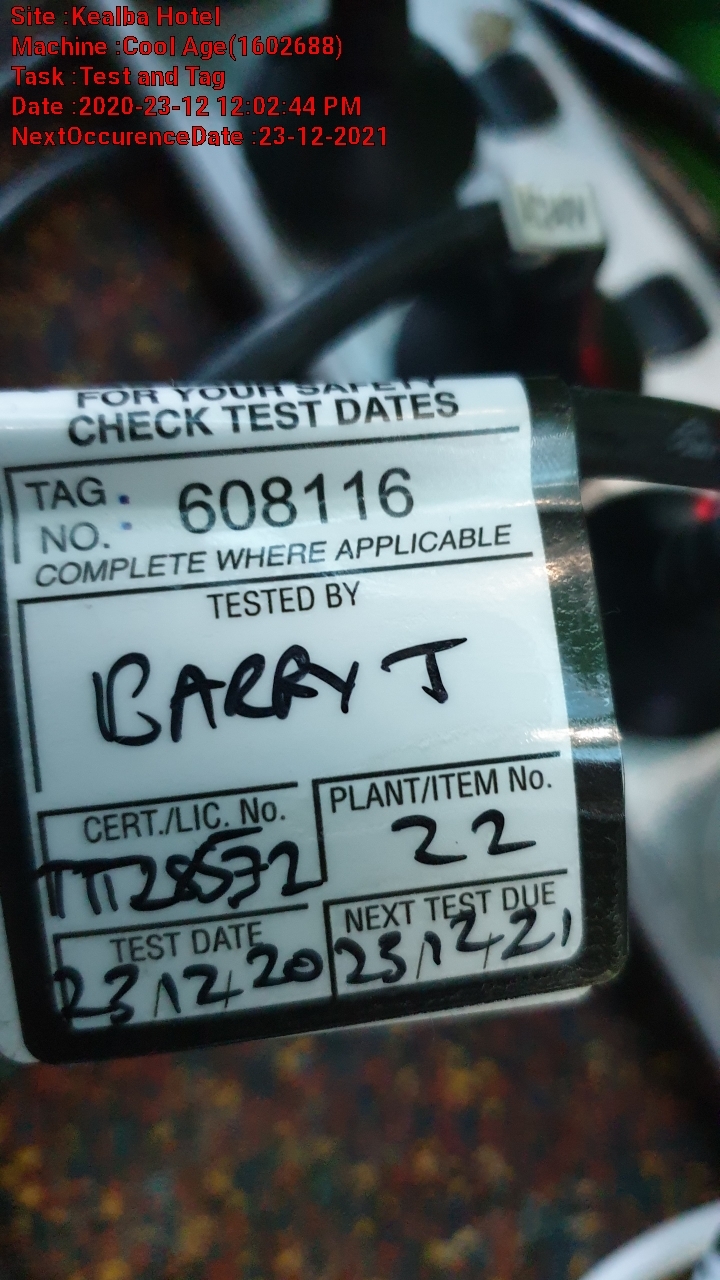 Site :Kealba Hotel
Machine :Cool Age(1602688)
Task :Test and Tag
Date :2020-23-12 12:02:44 PM
NextOccurenceDate :23-12-2021
FOR YOUR SAFETY
CHECK TEST DATES
TAG 
NO. 608116
COMPLETE WHERE APPLICABLE
TESTED BY
BARRY T
CERT./LIC. No.
TTT28572
PLANT/ITEM No.
22
TEST DATE
23/12/20
NEXT TEST DUE
23/12/21